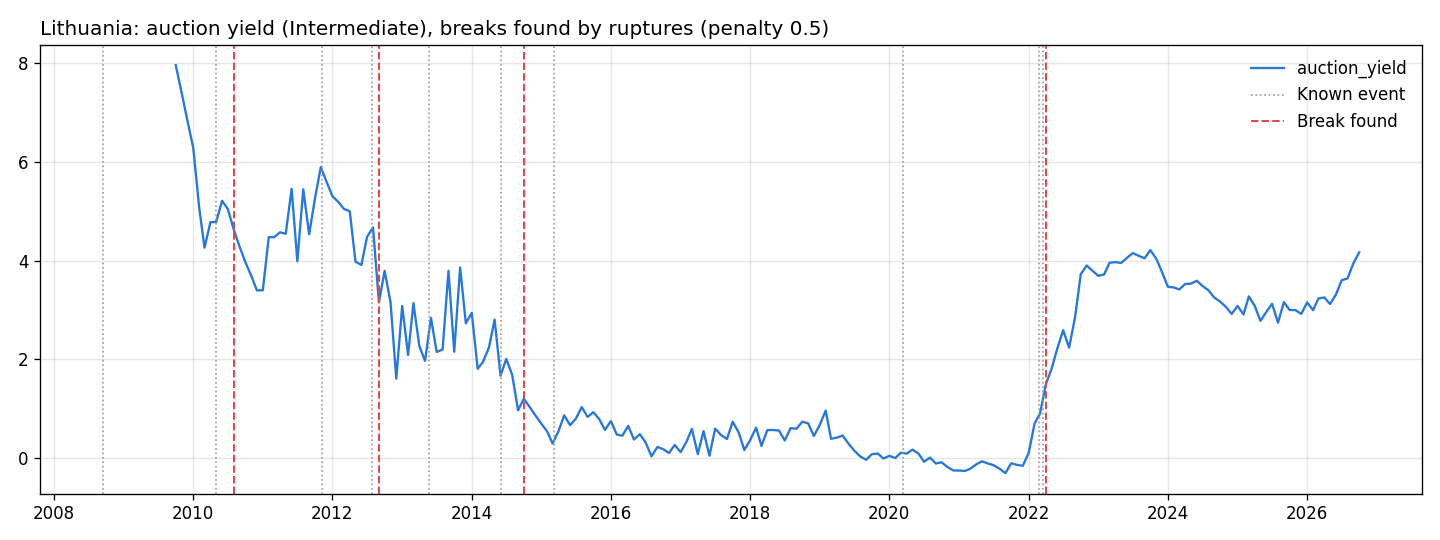 Lithuania: auction yield (Intermediate), breaks found by ruptures (penalty 0.5)
8
6
4
2
0
auction_yield
Known event
Break found
2008 2010 2012 2014 2016 2018 2020 2022 2024 2026